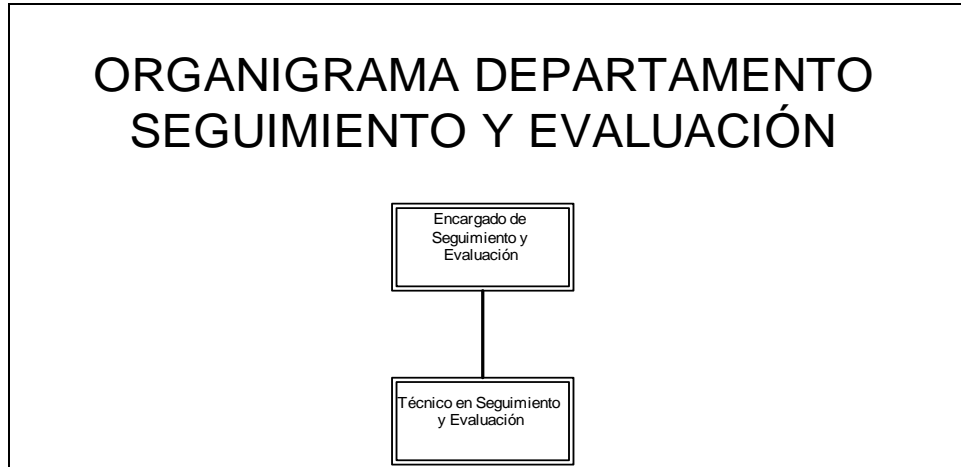 ORGANIGRAMA DEPARTAMENTO
SEGUIMIENTO Y EVALUACIÓN
Encargado de
Seguimiento y
Evaluación
Técnico en Seguimiento
y Evaluación